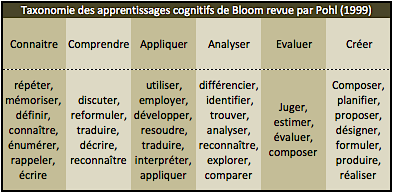 Taxonomie des apprentissages cognitifs de Bloom revue par Pohl (1999)
Connaitre
Comprendre
Appliquer
Analyser
Evaluer
Créer
répéter,
mémoriser,
définir,
connaître,
énumérer,
rappeler,
écrire
discuter,
reformuler,
traduire,
décrire,
reconnaître
utiliser,
employer,
développer,
resoudre,
traduire,
interpréter,
appliquer
différencier,
identifier,
trouver,
analyser,
reconnaître,
explorer,
comparer
Juger,
estimer,
évaluer,
composer
Composer,
planifier,
proposer,
désigner,
formuler,
produire,
réaliser